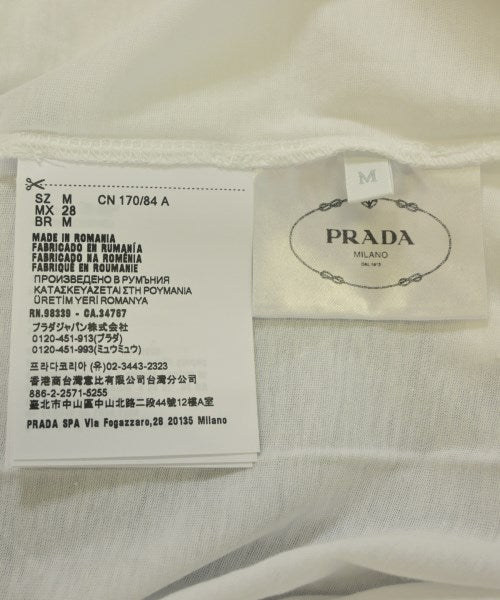 SZ M CN 170/84 A
MX 28
BR M
MADE IN ROMANIA
FABRICADO EN RUMANÍA
FABRICADO NA ROMÉNIA
FABRIQUÉ EN ROUMANIE
ПРОИЗВЕДЕНО В РУМЪНИЯ
ΚΑΤΑΣΚΕΥΑΖΕΤΑΙ ΣΤΗ ΡΟΥΜΑΝΙΑ
ÜRETİM YERİ ROMANYA
RN.98339 - CA.34767
プラダジャパン株式会社
0120-451-913(プラダ)
0120-451-993(ミュウミュウ)
프라다코리아 (유) 02-3443-2323
香港商台灣意比有限公司台灣分公司
886-2-2571-5255
臺北市中山區中山北路二段44號12樓A室
PRADA SPA Via Fogazzaro,28 20135 Milano
M
PRADA
MILANO
DAL 1913